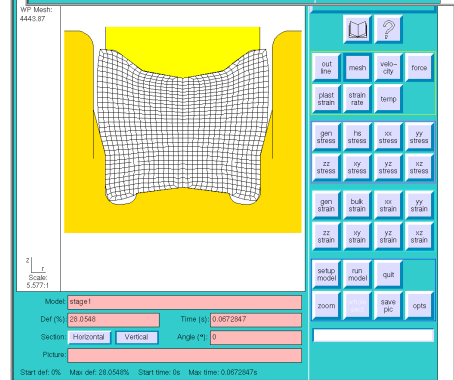 WP Mesh:
4443.87
out line
mesh
velo-city
force
plast strain
strain rate
temp
gen stress
hs stress
xx stress
yy stress
zz stress
xy stress
yz stress
xz stress
gen strain
bulk strain
xx strain
yy strain
zz strain
xy strain
yz strain
xz strain
z
r
Scale:
5.577:1
setup model
run model
quit
zoom
save pic
opts
Model: stage1
Def (%): 28.0548 Time (s): 0.0672847
Section: Horizontal Vertical Angle (º): 0
Picture:
Start def: 0% Max def: 28.0548% Start time: 0s Max time: 0.0672847s